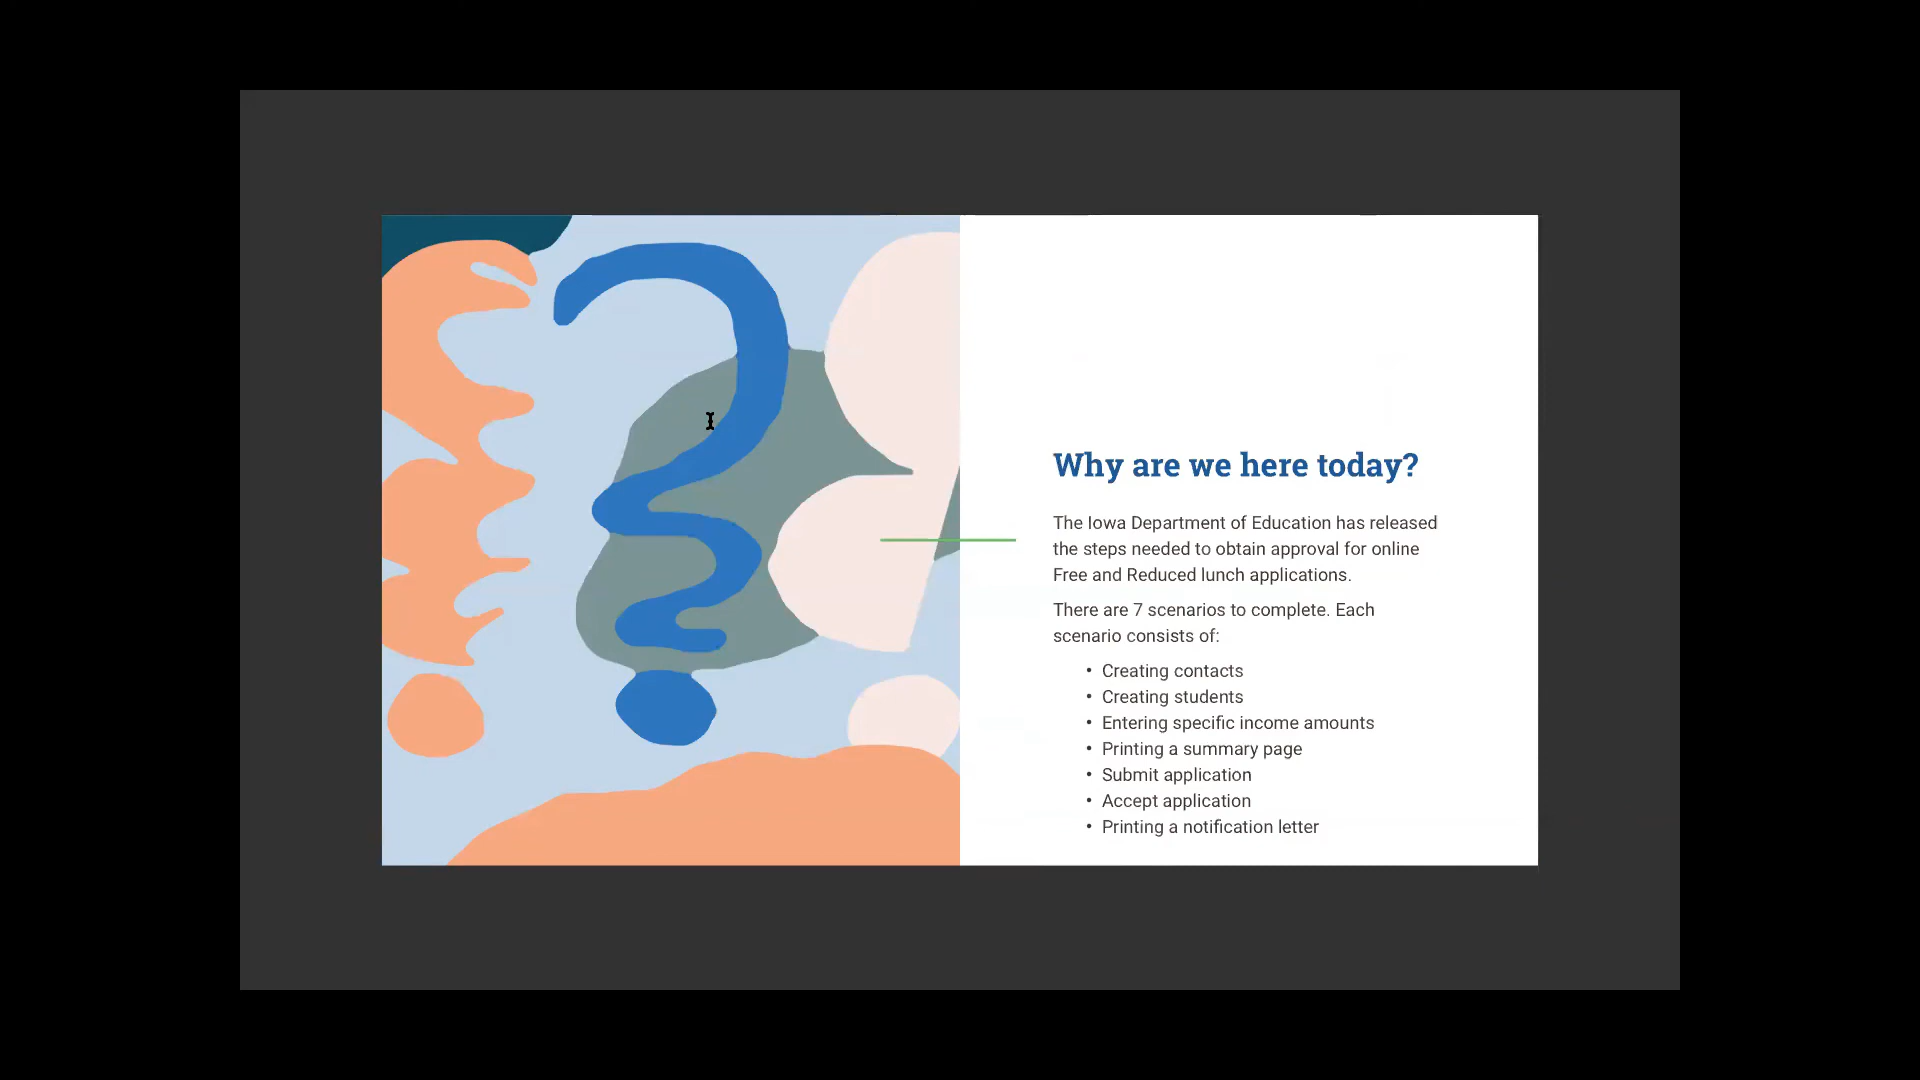 Why are we here today?
The Iowa Department of Education has released
the steps needed to obtain approval for online
Free and Reduced lunch applications.
There are 7 scenarios to complete. Each
scenario consists of:
• Creating contacts
• Creating students
• Entering specific income amounts
• Printing a summary page
• Submit application
• Accept application
• Printing a notification letter